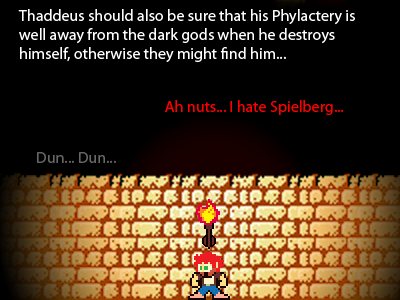 Thaddeus should also be sure that his Phylactery is
well away from the dark gods when he destroys
himself, otherwise they might find him...
Ah nuts... I hate Spielberg...
Dun... Dun...